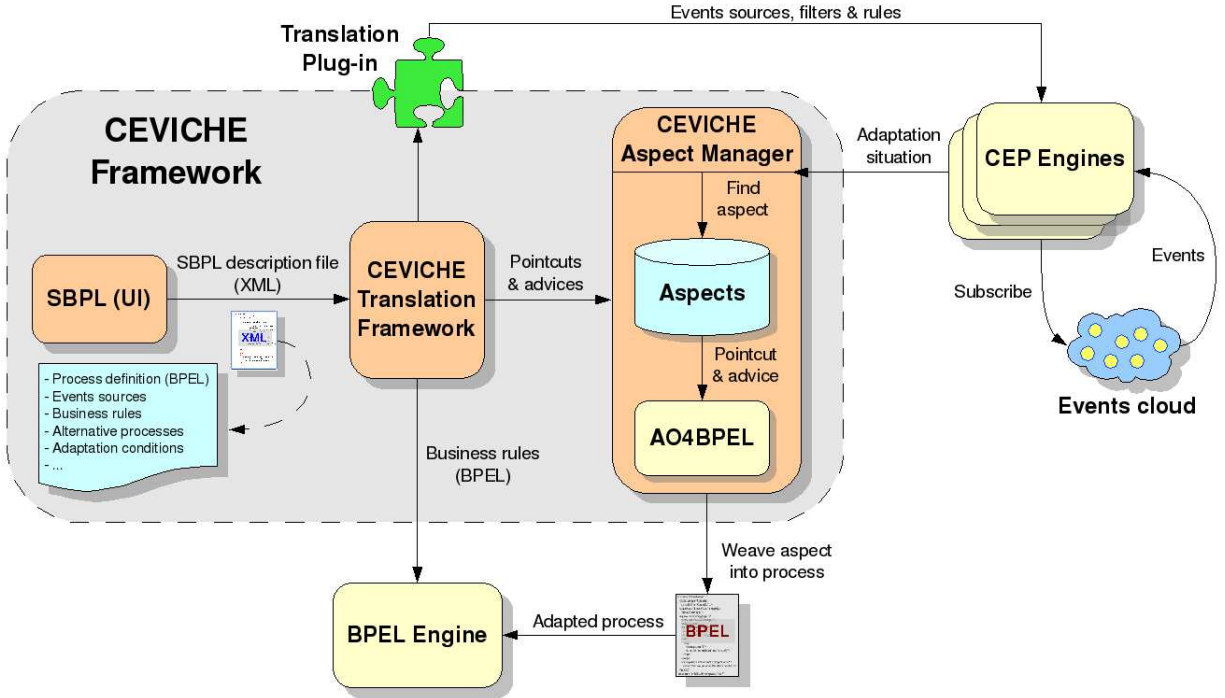 Events sources, filters & rules
Translation
Plug-in
CEVICHE
Framework
CEVICHE
Aspect Manager
Adaptation
situation
CEP Engines
Find
aspect
SBPL description file
(XML)
CEVICHE
Translation
Framework
Pointcuts
& advices
Aspects
Events
SBPL (UI)
Subscribe
XML
Pointcut
& advice
- Process definition (BPEL)
- Events sources
- Business rules
- Alternative processes
- Adaptation conditions
- ...
Events cloud
AO4BPEL
Business rules
(BPEL)
Weave aspect
into process
BPEL Engine
Adapted process
BPEL